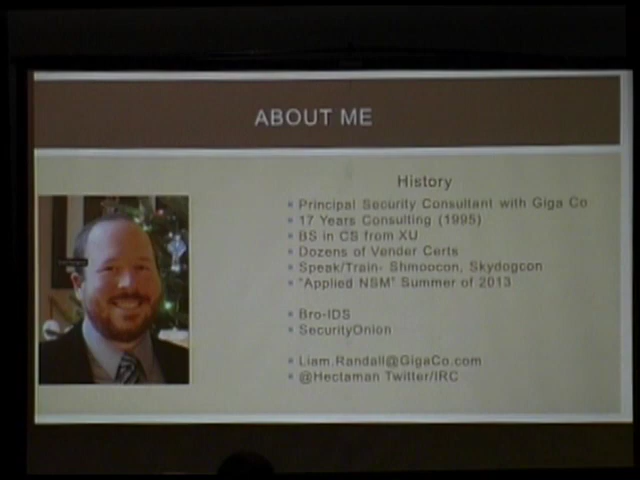 ABOUT ME
History
Principal Security Consultant with Giga Co
17 Years Consulting (1995)
BS in CS from XU
Dozens of Vender Certs
Speak/Train- Shmoocon, Skydogcon
"Applied NSM" Summer of 2013
Bro-IDS
SecurityOnion
Liam.Randall@GigaCo.com
@Hectaman Twitter/IRC